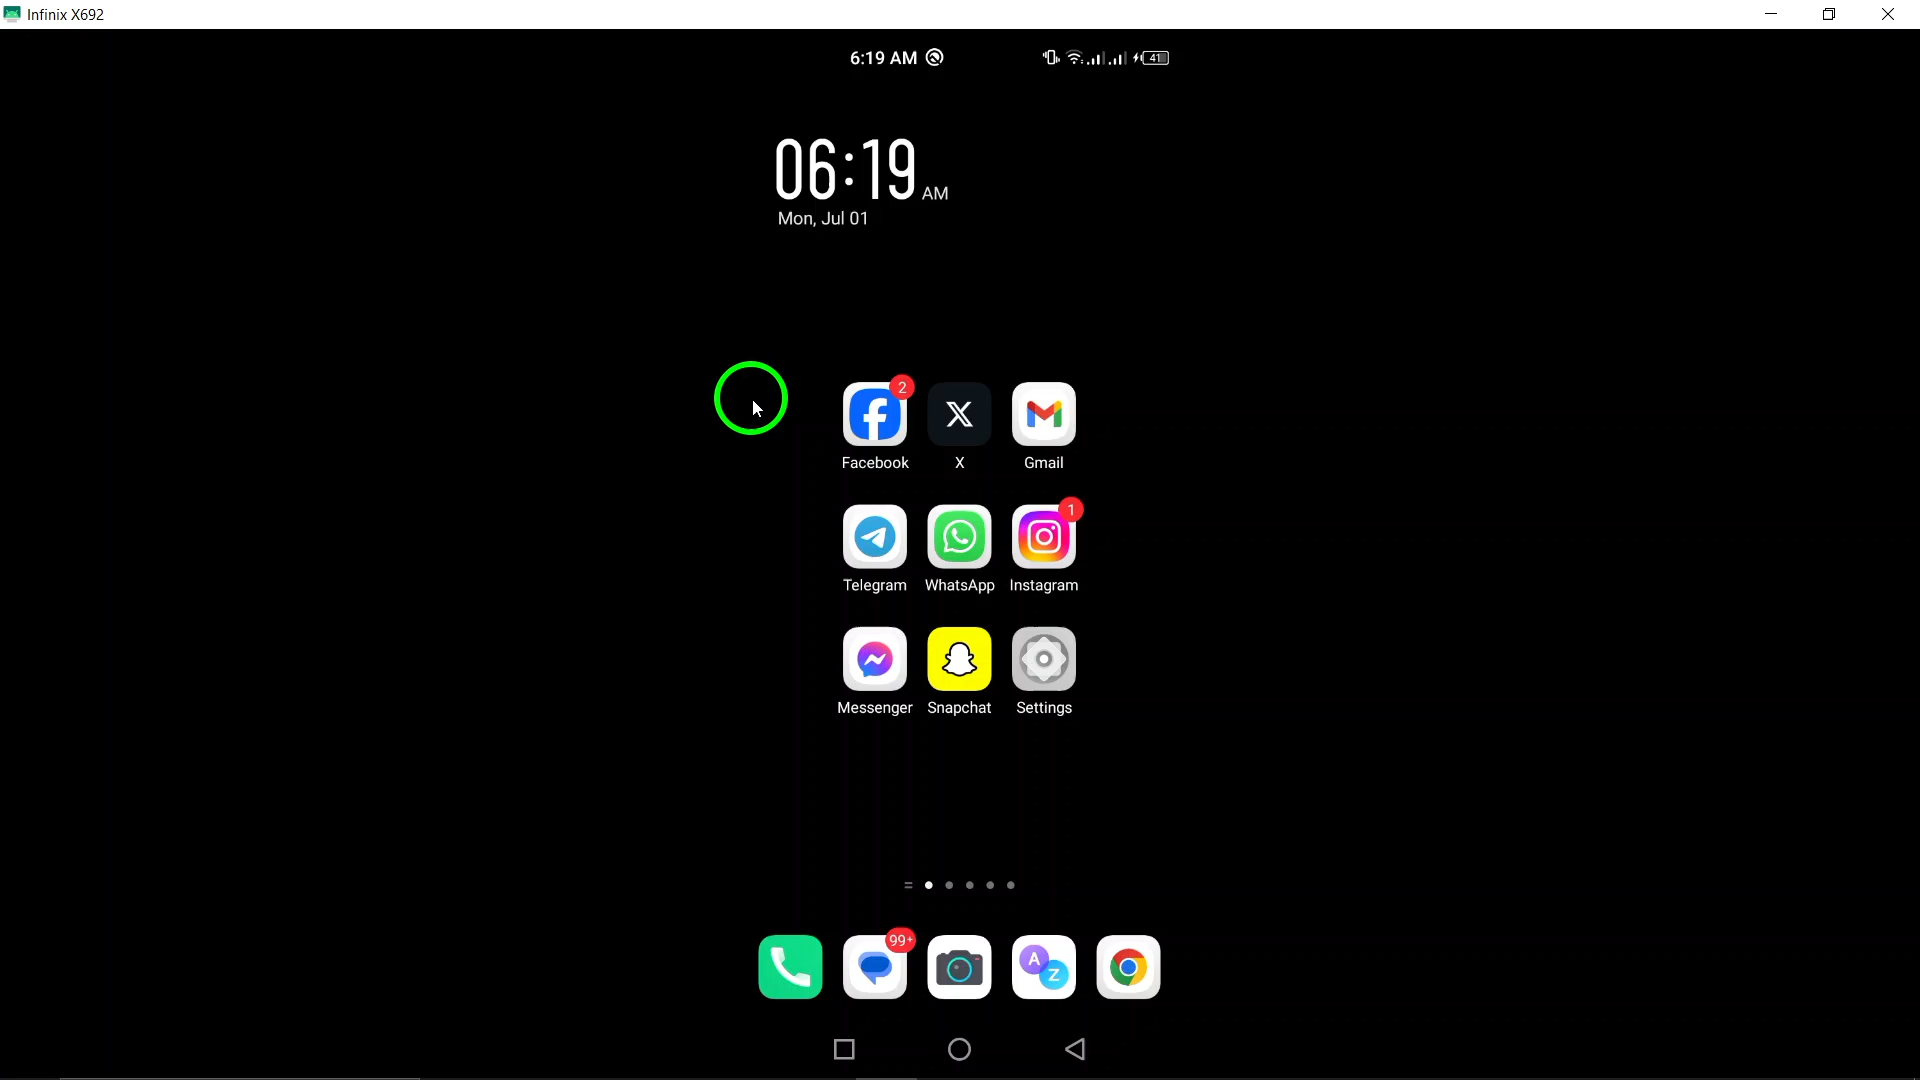 Infinix X692
6:19 AM
41
06:19 AM
Mon, Jul 01
2
Facebook
X
Gmail
1
Telegram
WhatsApp
Instagram
Messenger
Snapchat
Settings
99+
A
Z